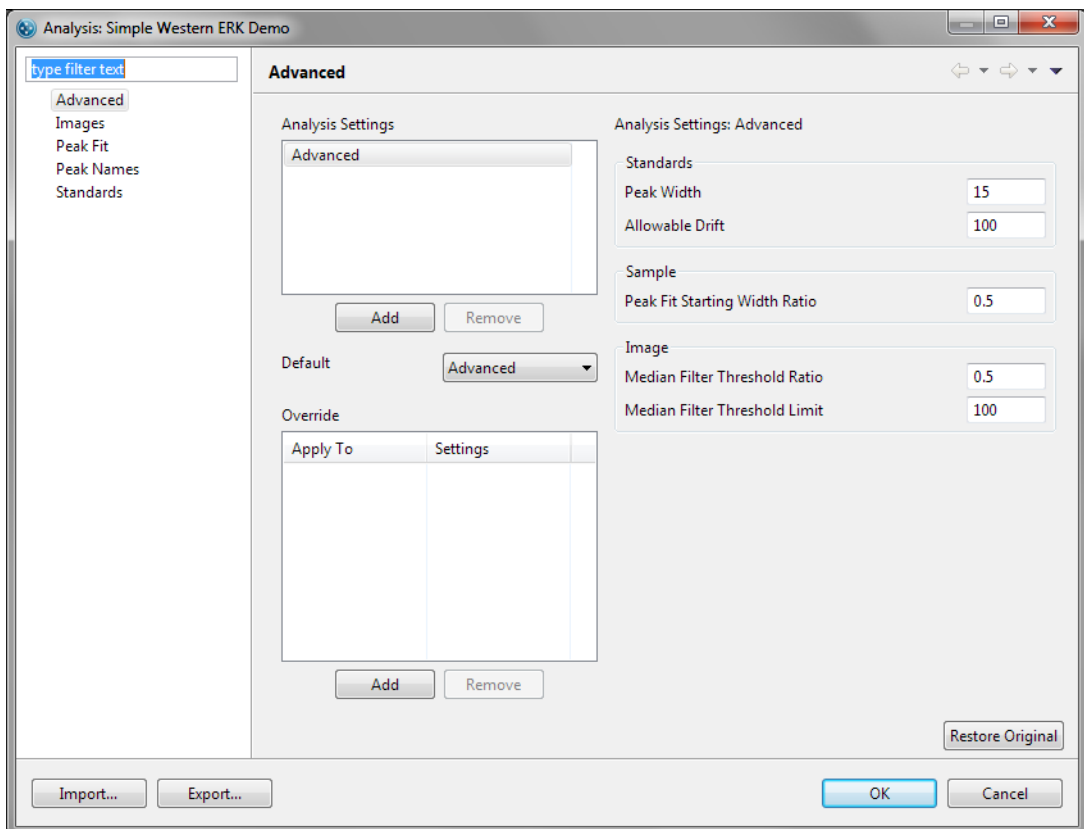 Analysis: Simple Western ERK Demo
type filter text
Advanced
Images
Peak Fit
Peak Names
Standards
Advanced
Analysis Settings
Advanced
Add Remove
Default Advanced
Override
Apply To Settings
Add Remove
Analysis Settings: Advanced
Standards
Peak Width 15
Allowable Drift 100
Sample
Peak Fit Starting Width Ratio 0.5
Image
Median Filter Threshold Ratio 0.5
Median Filter Threshold Limit 100
Restore Original
Import... Export... OK Cancel